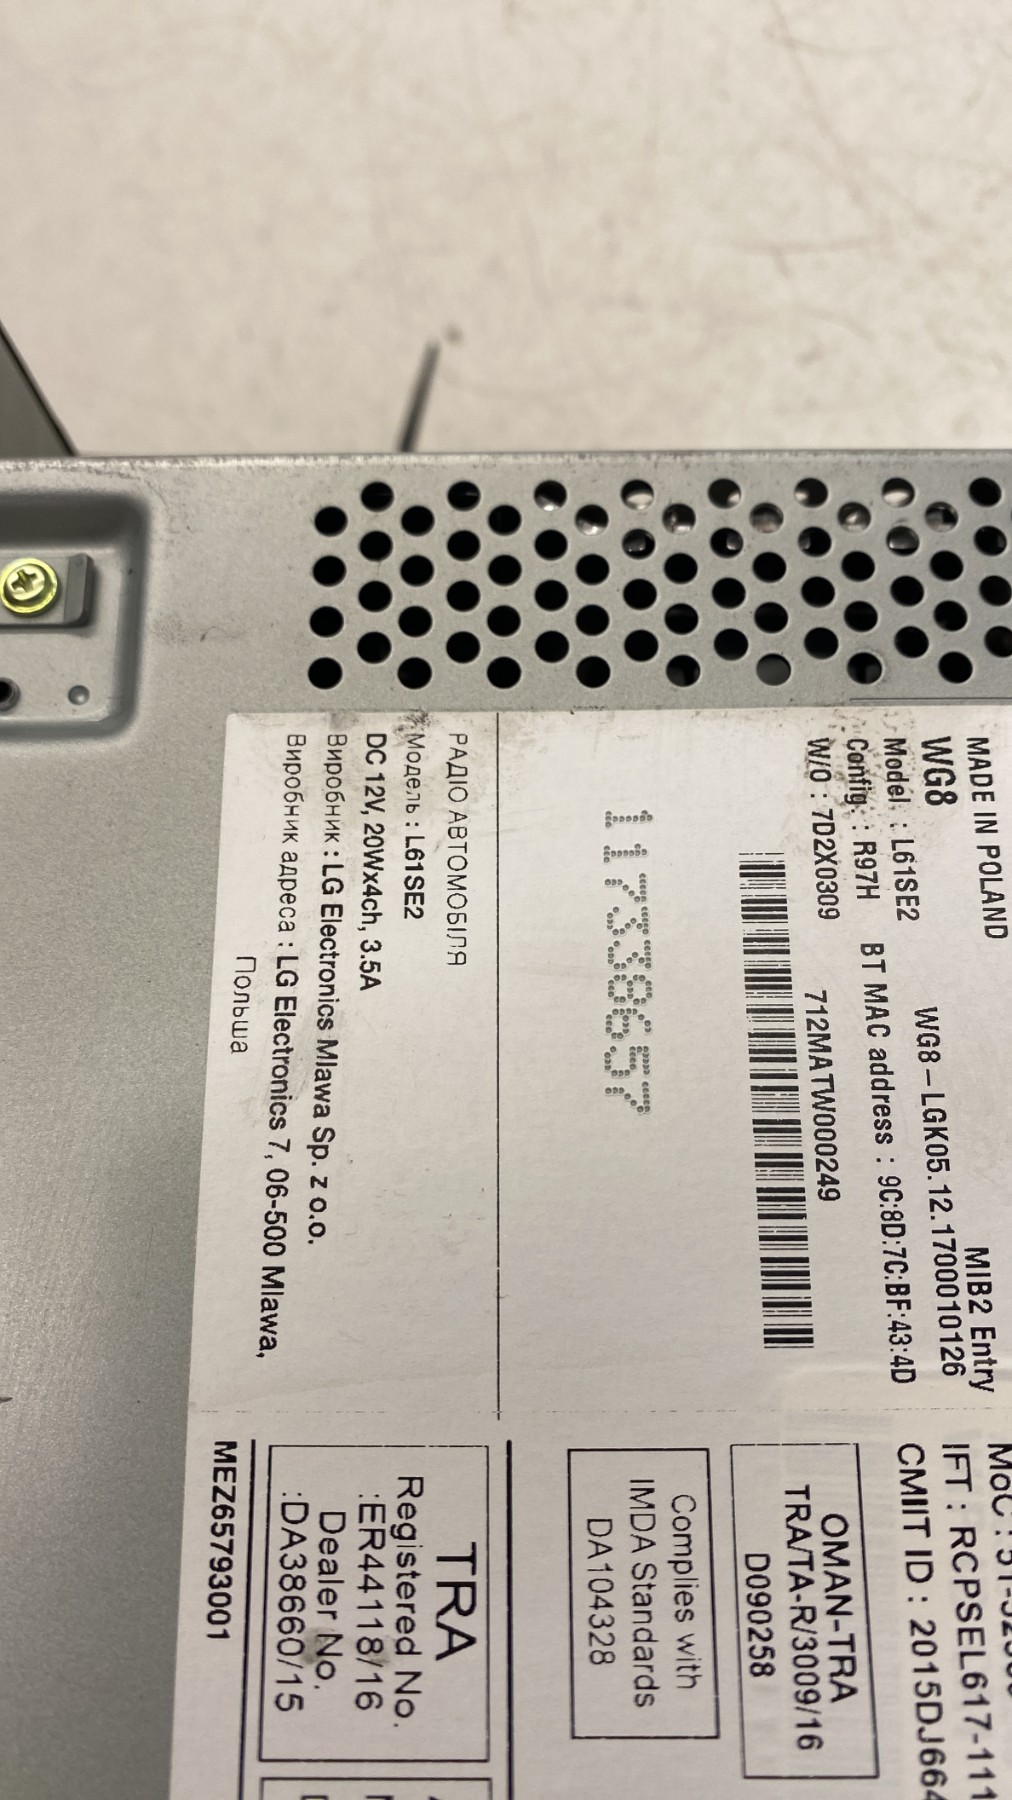 MADE IN POLAND
WG8
MIB2 Entry
WG8-LGK05.12.1700010126
Model : L61SE2
Config. : R97H
BT MAC address : 9C:8D:7C:BF:43:4D
W/O : 7D2X0309
712MATW000249
117338657
РАДІО АВТОМОБІЛЯ
Модель : L61SE2
DC 12V, 20Wx4ch, 3.5A
Виробник : LG Electronics Mlawa Sp. z o.o.
Виробник адреса : LG Electronics 7, 06-500 Mlawa,
Польша
IFT : RCPSEL617-111
CMIIT ID : 2015DJ664
OMAN-TRA
TRA/TA-R/3009/16
D090258
Complies with
IMDA Standards
DA104328
TRA
Registered No.
:ER44118/16
Dealer No.
:DA38660/15
MEZ65793001